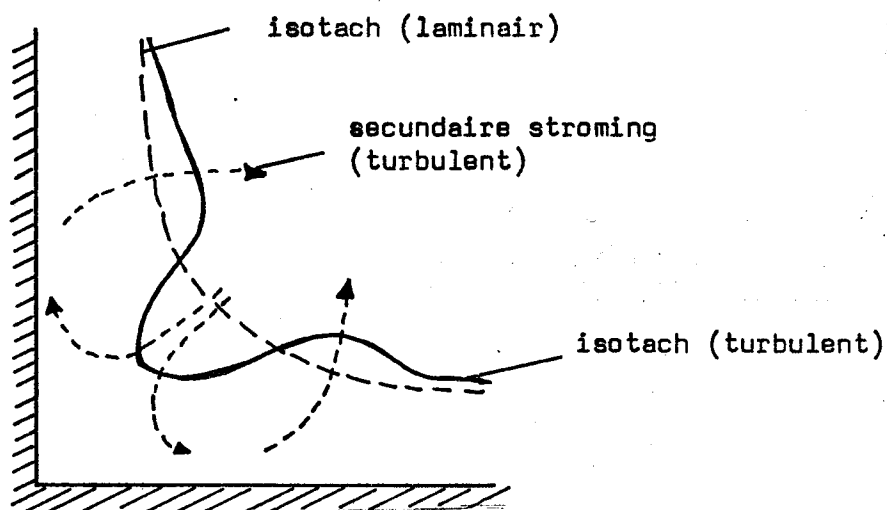 isotach (laminair)
secundaire stroming
(turbulent)
isotach (turbulent)